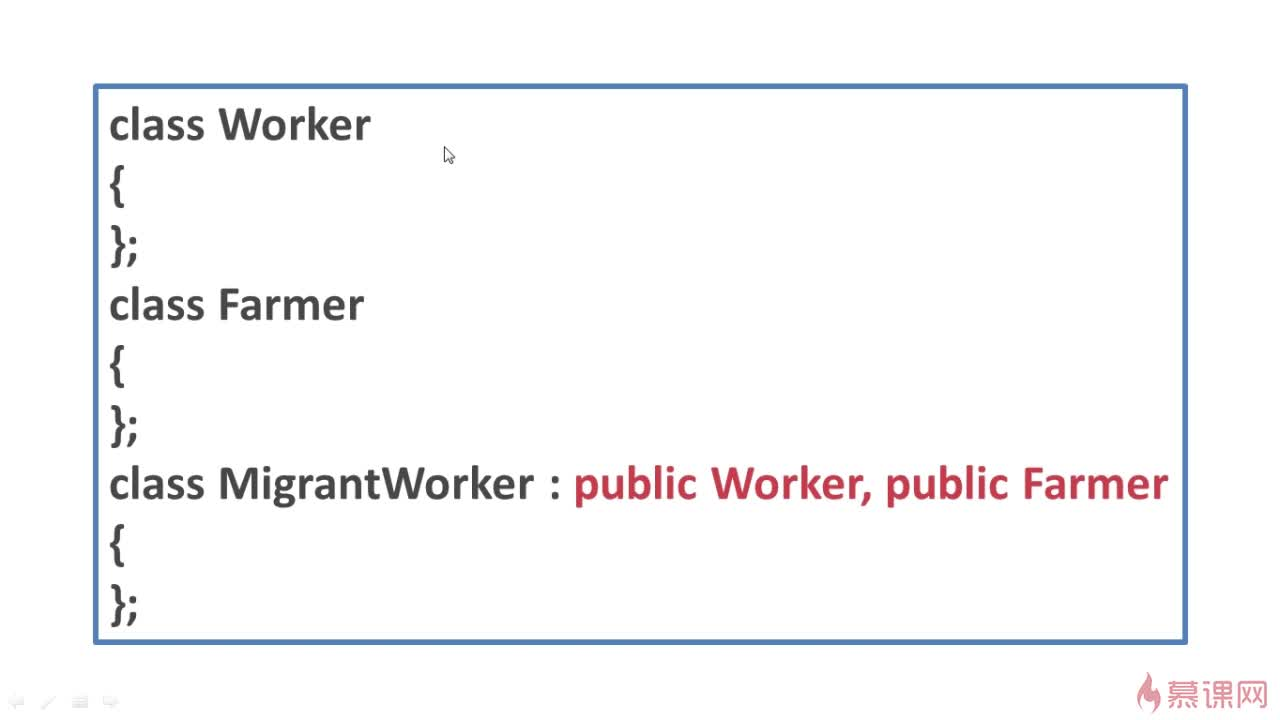 class Worker
{
};
class Farmer
{
};
class MigrantWorker : public Worker, public Farmer
{
};
慕课网